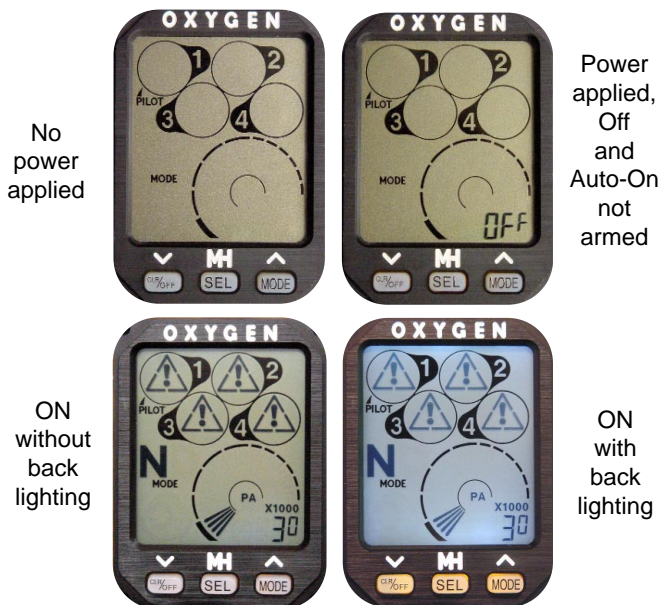 OXYGEN
1
2
PILOT
3
4
MODE
MH
CLR/OFF
SEL
MODE
No
power
applied
OXYGEN
1
2
PILOT
3
4
MODE
OFF
MH
CLR/OFF
SEL
MODE
Power
applied,
Off
and
Auto-On
not
armed
OXYGEN
1
2
PILOT
3
4
N
MODE
PA
X1000
30
MH
CLR/OFF
SEL
MODE
ON
without
back
lighting
OXYGEN
1
2
PILOT
3
4
N
MODE
PA
X1000
30
MH
CLR/OFF
SEL
MODE
ON
with
back
lighting